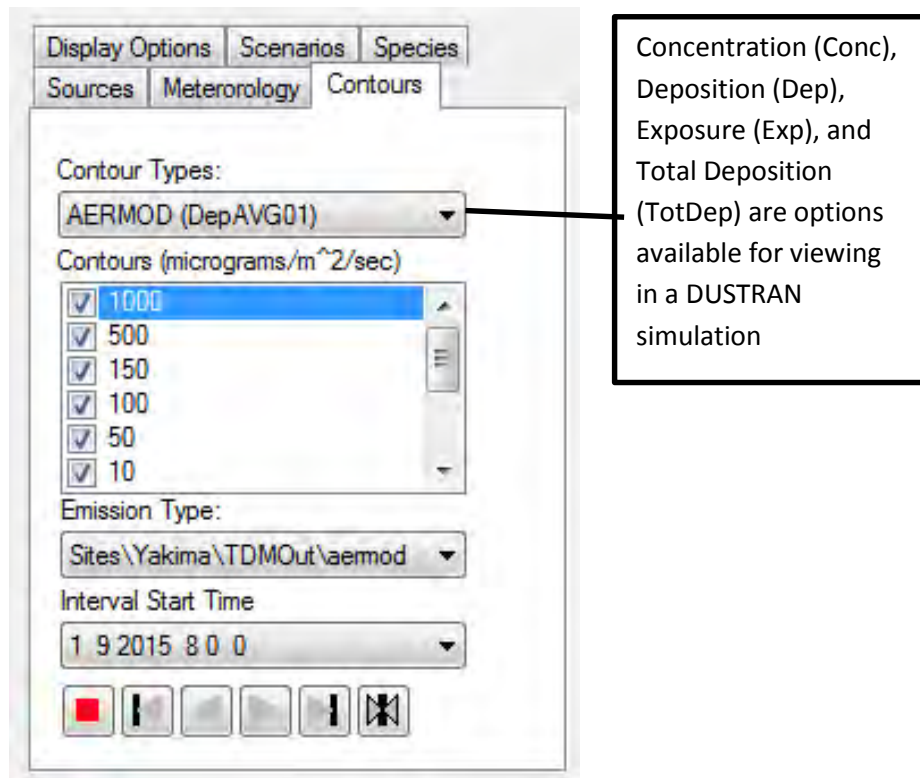 Display Options Scenarios Species
Sources Meterorology Contours
Contour Types:
AERMOD (DepAVG01)
Contours (micrograms/m^2/sec)
1000
500
150
100
50
10
Emission Type:
Sites\Yakima\TDMOut\aermod
Interval Start Time
1 9 2015 8 0 0
Concentration (Conc),
Deposition (Dep),
Exposure (Exp), and
Total Deposition
(TotDep) are options
available for viewing
in a DUSTRAN
simulation